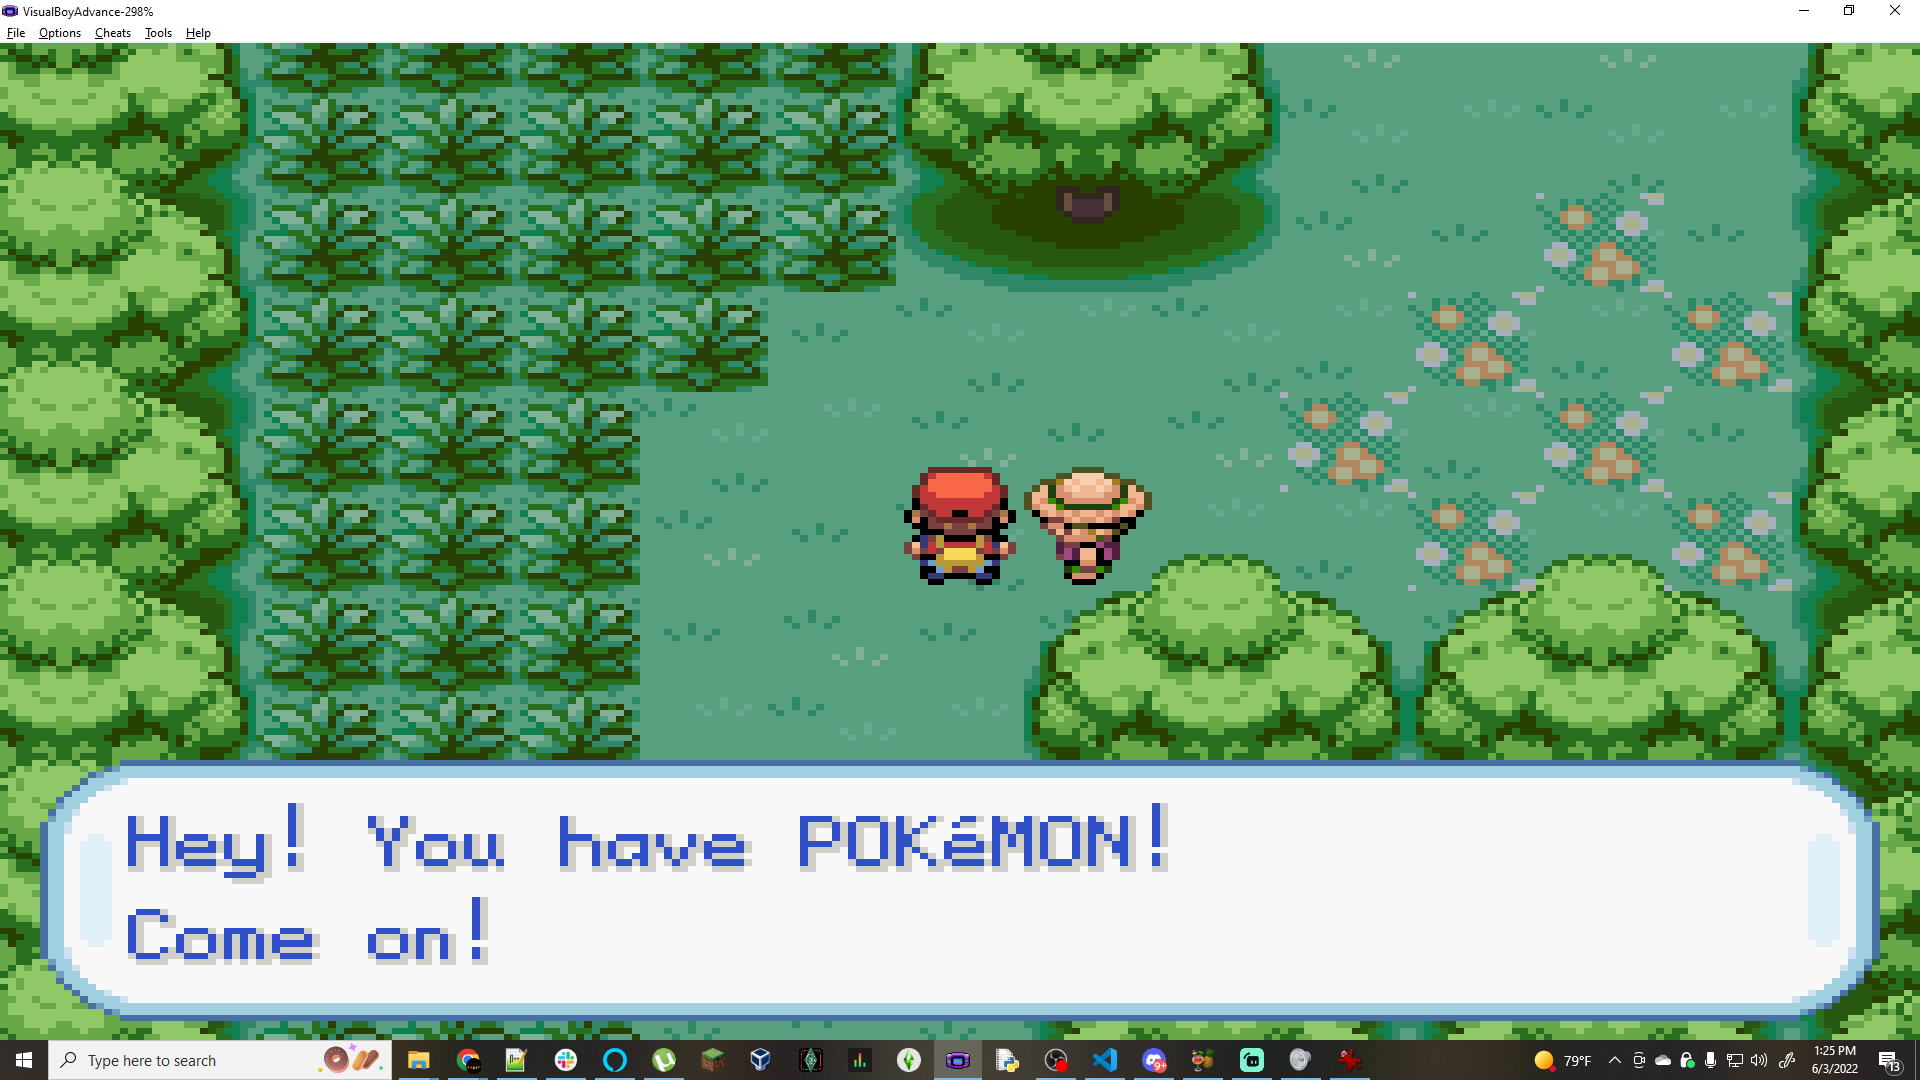 VisualBoyAdvance-298%
File Options Cheats Tools Help
Hey! You have POKéMON!
Come on!
Type here to search
9+
79°F
1:25 PM
6/3/2022
13